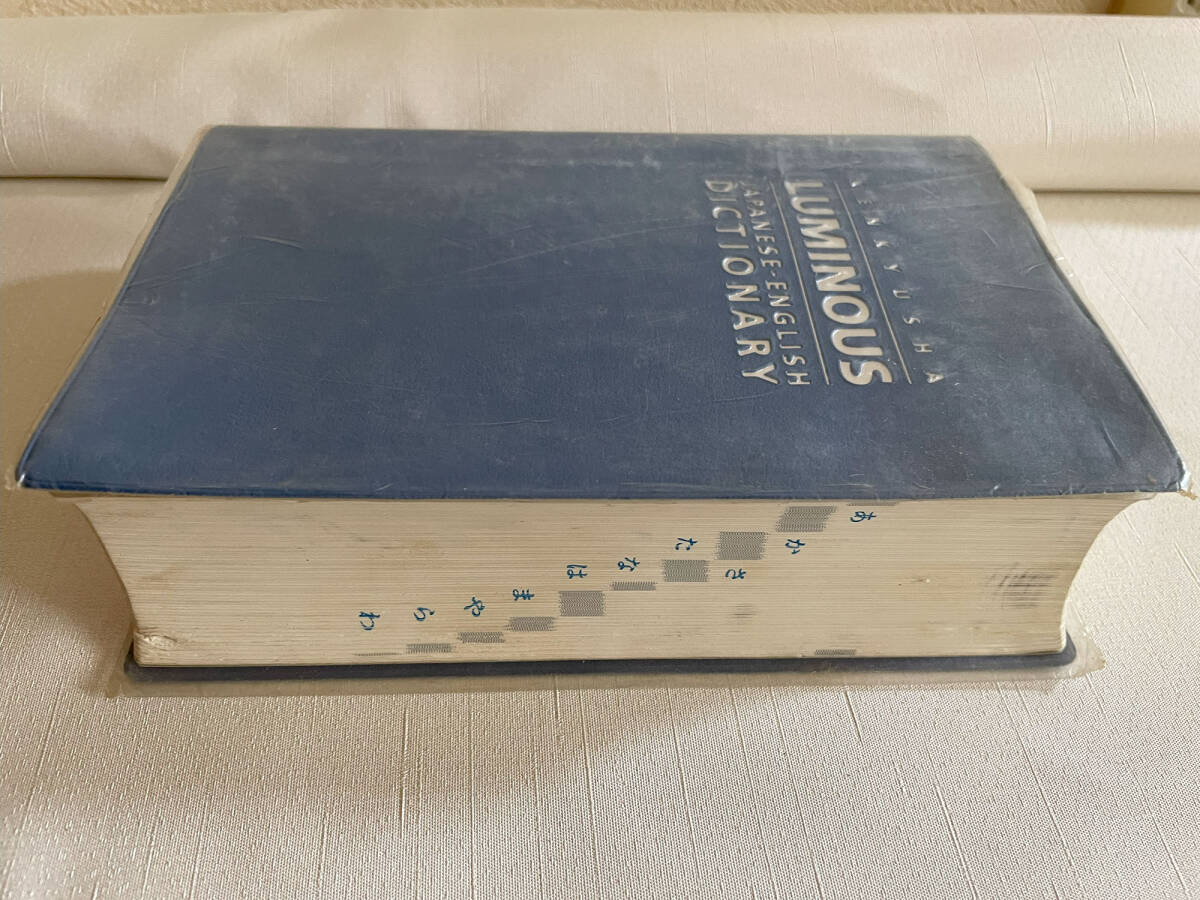 KENKYUSHA
LUMINOUS
JAPANESE-ENGLISH
DICTIONARY
あ
か
さ
た
な
は
ま
や
ら
わ